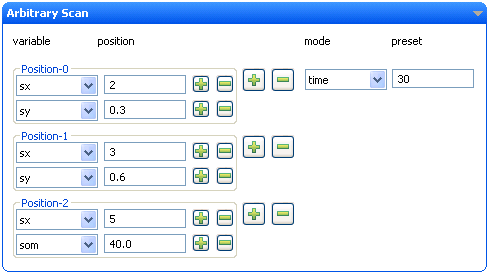 Arbitrary Scan
variable position mode preset
Position-0
sx 2 time 30
sy 0.3
Position-1
sx 3
sy 0.6
Position-2
sx 5
som 40.0